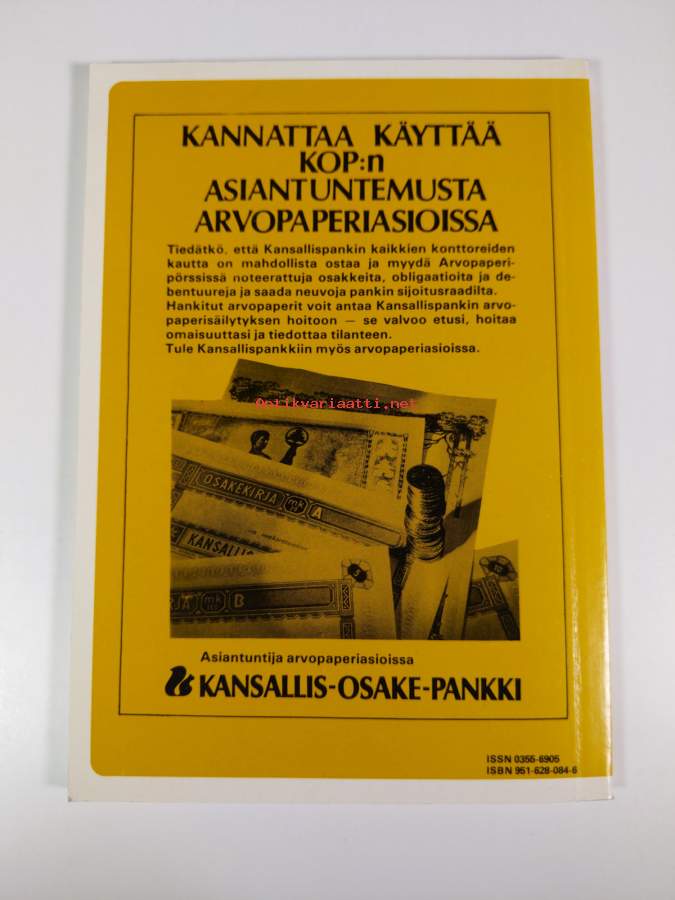 KANNATTAA KÄYTTÄÄ
KOP:n
ASIANTUNTEMUSTA
ARVOPAPERIASIOISSA
Tiedätkö, että Kansallispankin kaikkien konttoreiden
kautta on mahdollista ostaa ja myydä Arvopaperi-
pörssissä noteerattuja osakkeita, obligaatioita ja de-
bentuureja ja saada neuvoja pankin sijoitusraadilta.
Hankitut arvopaperit voit antaa Kansallispankin arvo-
paperisäilytyksen hoitoon – se valvoo etusi, hoitaa
omaisuuttasi ja tiedottaa tilanteen.
Tule Kansallispankkiin myös arvopaperiasioissa.
Antikvariaatti.net
OSAKEKIRJA mk A
KANSALLIS
mk B
Asiantuntija arvopaperiasioissa
KANSALLIS-OSAKE-PANKKI
ISSN 0355-6905
ISBN 951-628-084-6